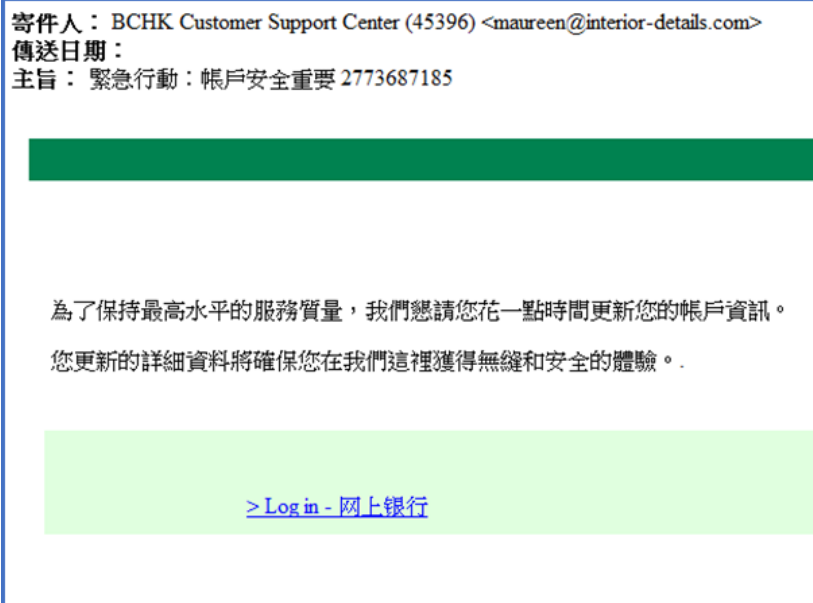 寄件人： BCHK Customer Support Center (45396) <maureen@interior-details.com>
傳送日期：
主旨： 緊急行動：帳戶安全重要 2773687185
為了保持最高水平的服務質量，我們懇請您花一點時間更新您的帳戶資訊。
您更新的詳細資料將確保您在我們這裡獲得無縫和安全的體驗。.
> Log in - 网上银行